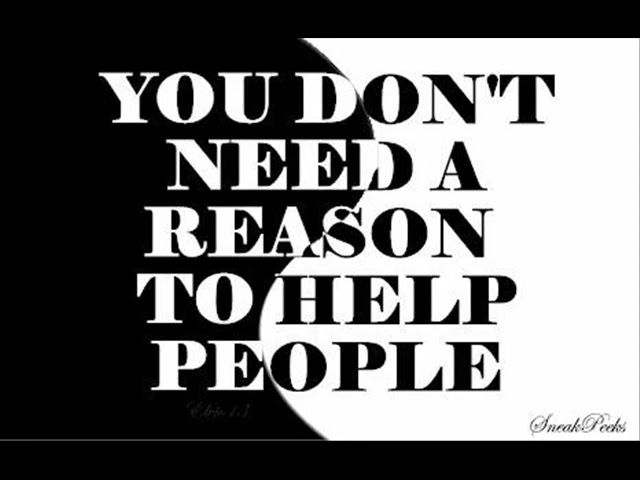 YOU DON'T
NEED A
REASON
TO HELP
PEOPLE
SneakPeeks